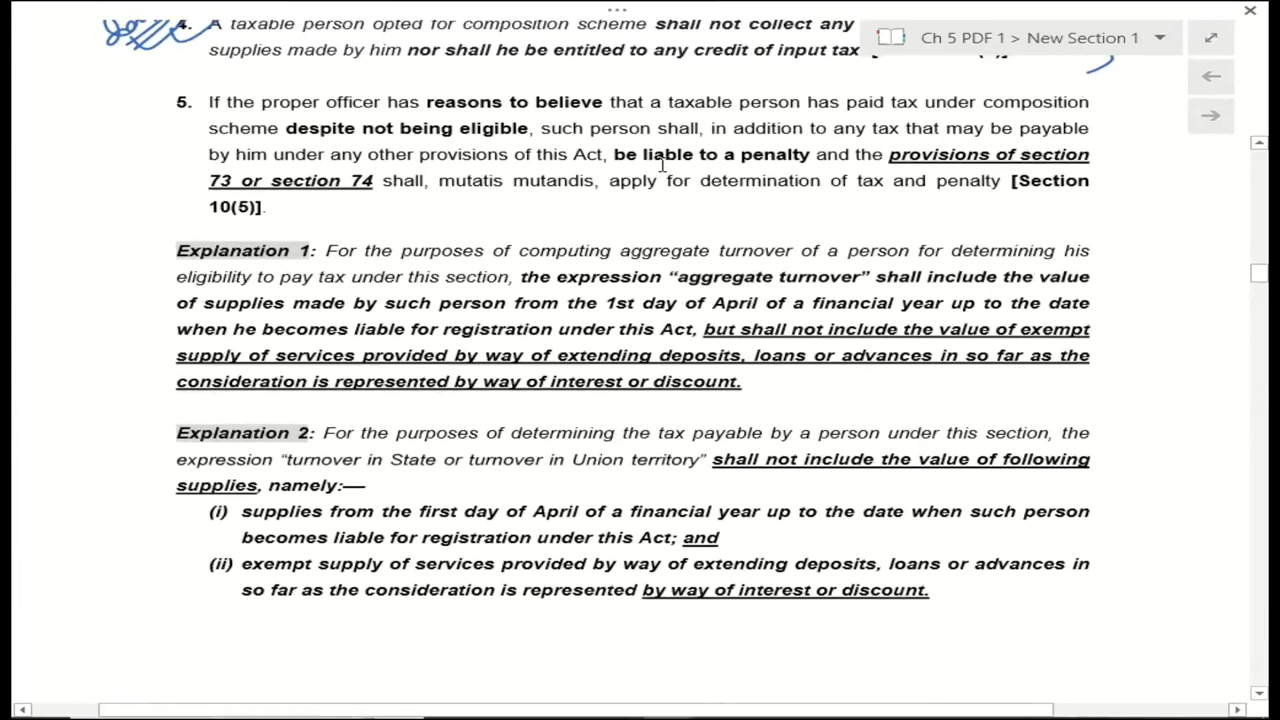 4. A taxable person opted for composition scheme shall not collect any
supplies made by him nor shall he be entitled to any credit of input tax
Ch 5 PDF 1 > New Section 1
5. If the proper officer has reasons to believe that a taxable person has paid tax under composition
scheme despite not being eligible, such person shall, in addition to any tax that may be payable
by him under any other provisions of this Act, be liable to a penalty and the provisions of section
73 or section 74 shall, mutatis mutandis, apply for determination of tax and penalty [Section
10(5)].
Explanation 1: For the purposes of computing aggregate turnover of a person for determining his
eligibility to pay tax under this section, the expression “aggregate turnover” shall include the value
of supplies made by such person from the 1st day of April of a financial year up to the date
when he becomes liable for registration under this Act, but shall not include the value of exempt
supply of services provided by way of extending deposits, loans or advances in so far as the
consideration is represented by way of interest or discount.
Explanation 2: For the purposes of determining the tax payable by a person under this section, the
expression “turnover in State or turnover in Union territory” shall not include the value of following
supplies, namely:—
(i) supplies from the first day of April of a financial year up to the date when such person
becomes liable for registration under this Act; and
(ii) exempt supply of services provided by way of extending deposits, loans or advances in
so far as the consideration is represented by way of interest or discount.